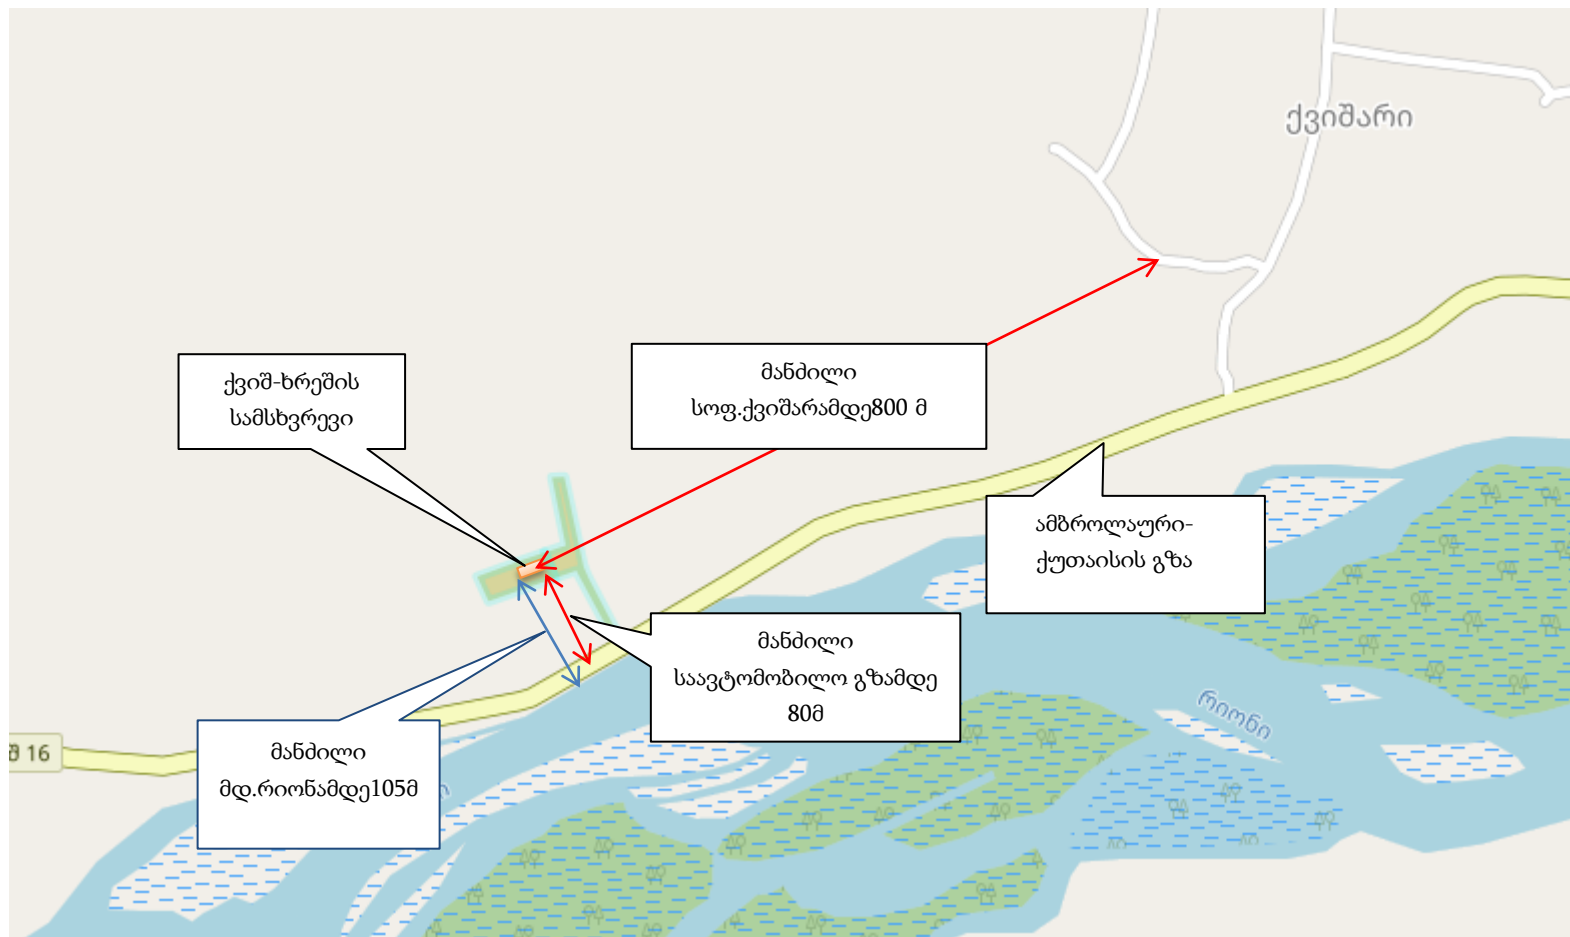 ქვიშარი
მანძილი
სოფ.ქვიშარამდე800 მ
ქვიშ-ხრეშის
სამსხვრევი
ამბროლაური-
ქუთაისის გზა
მანძილი
საავტომობილო გზამდე
80მ
რიონი
მანძილი
მდ.რიონამდე105მ
შ 16